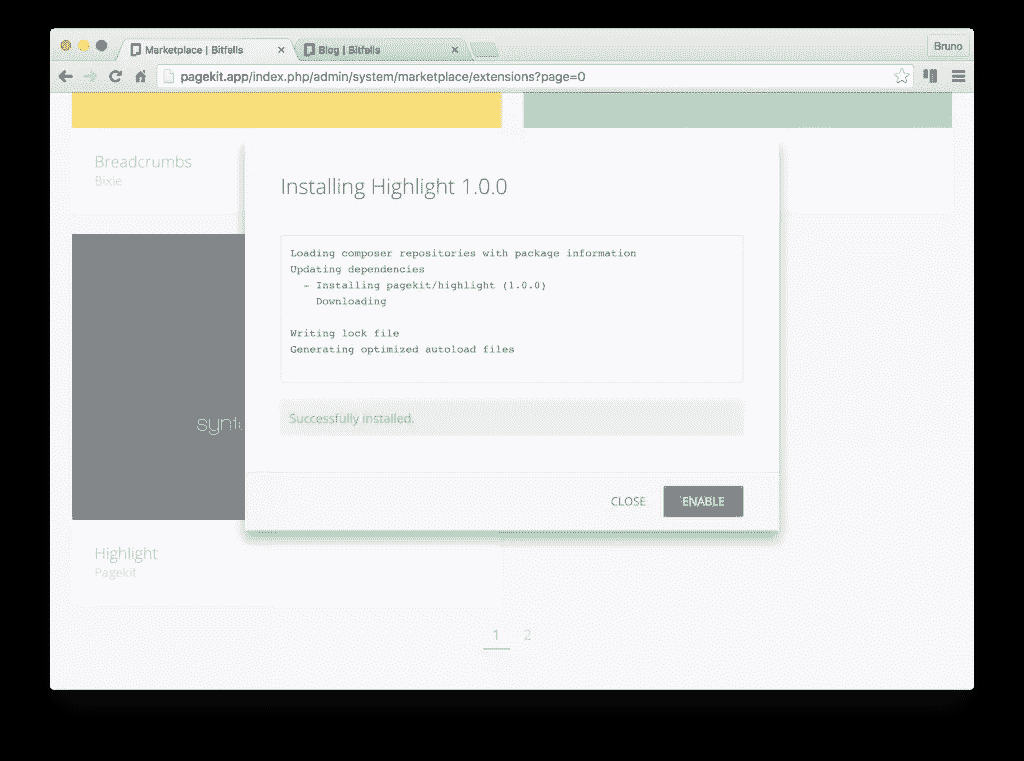 Marketplace | Bitfalls
Blog | Bitfalls
Bruno
pagekit.app/index.php/admin/system/marketplace/extensions?page=0
Breadcrumbs
Bixie
Installing Highlight 1.0.0
Loading composer repositories with package information
Updating dependencies
- Installing pagekit/highlight (1.0.0)
Downloading
Writing lock file
Generating optimized autoload files
Successfully installed.
CLOSE
ENABLE
Highlight
Pagekit
1 2